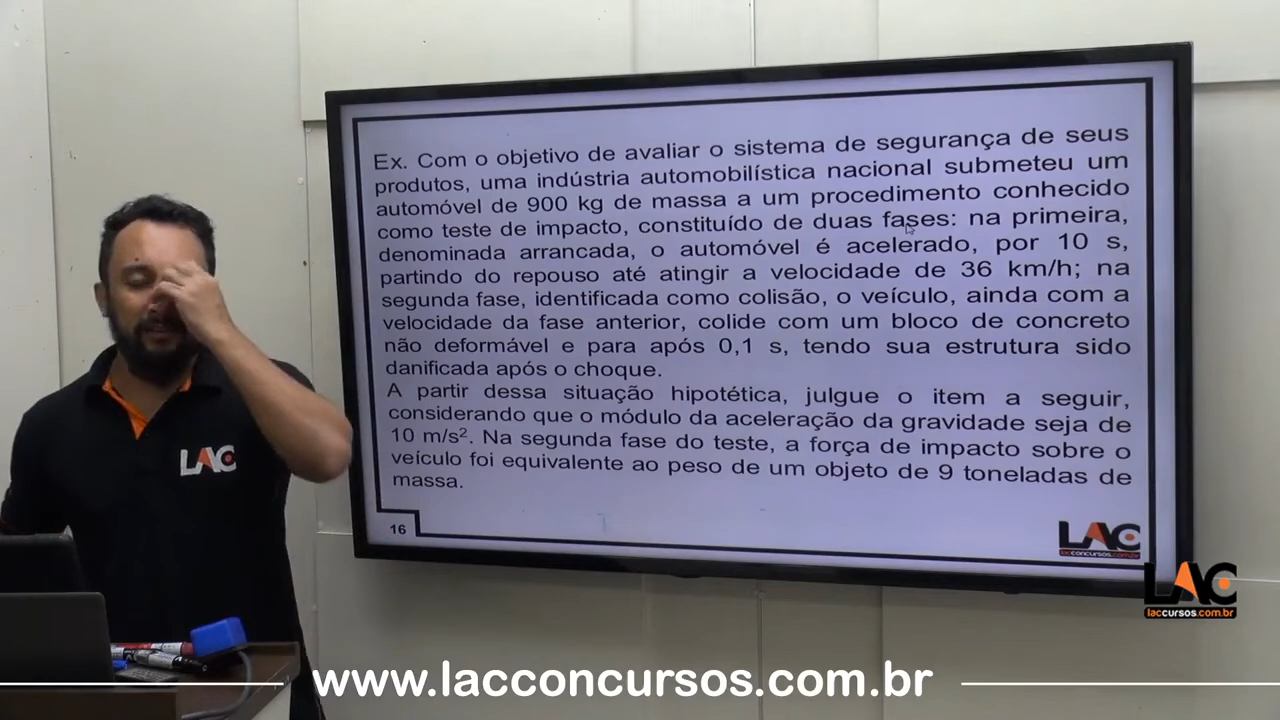 Ex. Com o objetivo de avaliar o sistema de segurança de seus
produtos, uma indústria automobilística nacional submeteu um
automóvel de 900 kg de massa a um procedimento conhecido
como teste de impacto, constituído de duas fases: na primeira,
denominada arrancada, o automóvel é acelerado, por 10 s,
partindo do repouso até atingir a velocidade de 36 km/h; na
segunda fase, identificada como colisão, o veículo, ainda com a
velocidade da fase anterior, colide com um bloco de concreto
não deformável e para após 0,1 s, tendo sua estrutura sido
danificada após o choque.
A partir dessa situação hipotética, julgue o item a seguir,
considerando que o módulo da aceleração da gravidade seja de
10 m/s². Na segunda fase do teste, a força de impacto sobre o
veículo foi equivalente ao peso de um objeto de 9 toneladas de
massa.
16
LAC
lacconcursos.com.br
LAC
LAC
laccursos.com.br
www.lacconcursos.com.br